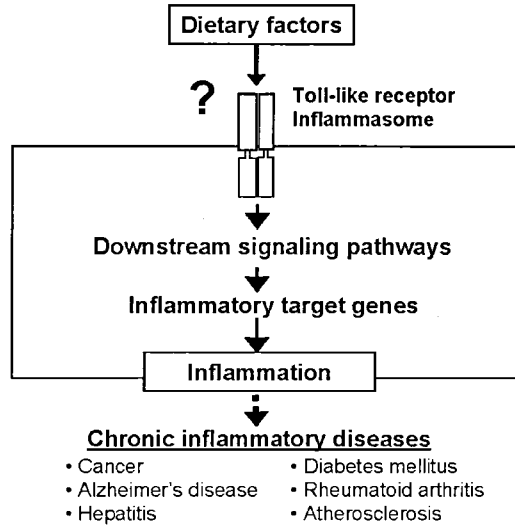 Dietary factors
?
Toll-like receptor
Inflammasome
Downstream signaling pathways
Inflammatory target genes
Inflammation
Chronic inflammatory diseases
• Cancer
• Diabetes mellitus
• Alzheimer's disease
• Rheumatoid arthritis
• Hepatitis
• Atherosclerosis